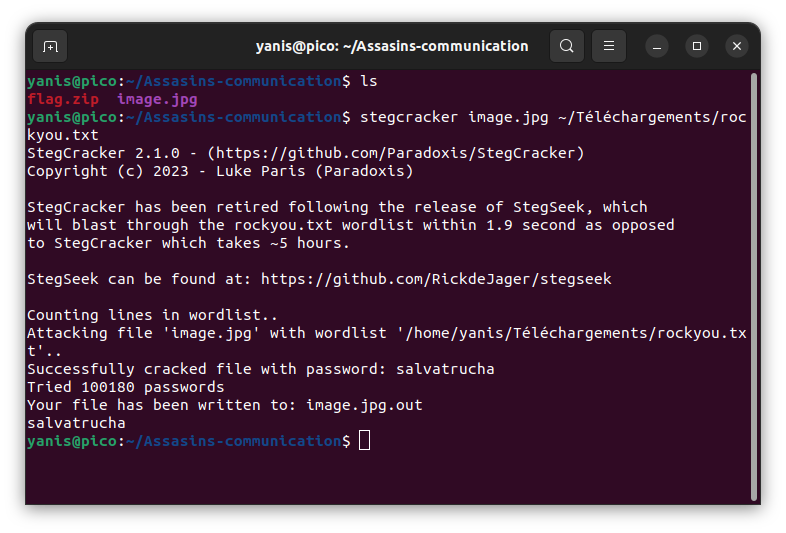 yanis@pico: ~/Assasins-communication
yanis@pico:~/Assasins-communication$ ls
flag.zip  image.jpg
yanis@pico:~/Assasins-communication$ stegcracker image.jpg ~/Téléchargements/roc
kyou.txt
StegCracker 2.1.0 - (https://github.com/Paradoxis/StegCracker)
Copyright (c) 2023 - Luke Paris (Paradoxis)
StegCracker has been retired following the release of StegSeek, which
will blast through the rockyou.txt wordlist within 1.9 second as opposed
to StegCracker which takes ~5 hours.
StegSeek can be found at: https://github.com/RickdeJager/stegseek
Counting lines in wordlist..
Attacking file 'image.jpg' with wordlist '/home/yanis/Téléchargements/rockyou.tx
t'..
Successfully cracked file with password: salvatrucha
Tried 100180 passwords
Your file has been written to: image.jpg.out
salvatrucha
yanis@pico:~/Assasins-communication$